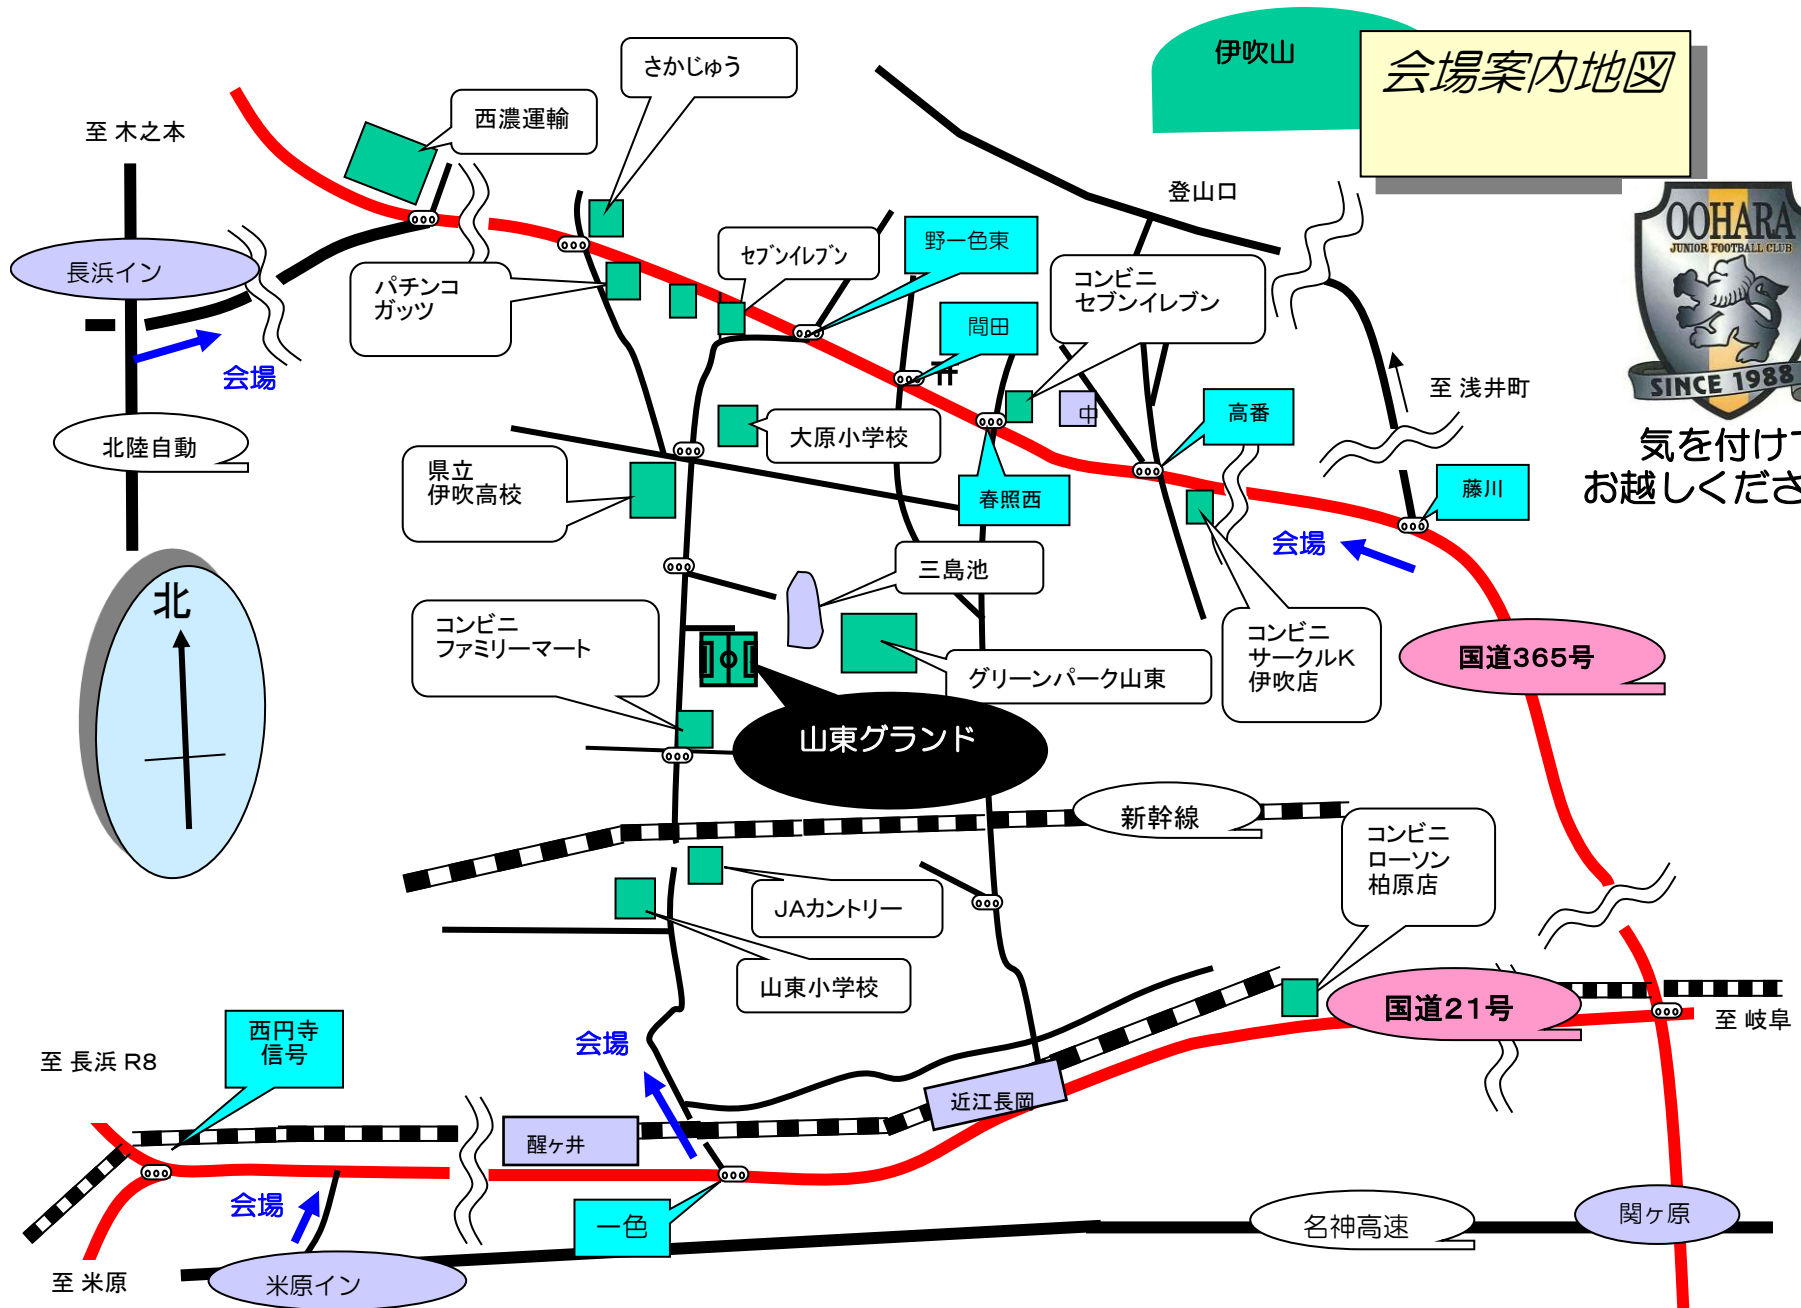 伊吹山
会場案内地図
さかじゅう
西濃運輸
至 木之本
登山口
OOHARA
JUNIOR FOOTBALL CLUB
SINCE 1988
気を付けて
お越しくださ
長浜イン
パチンコ
ガッツ
セブンイレブン
野一色東
コンビニ
セブンイレブン
間田
会場
至 浅井町
北陸自動
大原小学校
中
高番
県立
伊吹高校
春照西
藤川
会場
三島池
北
コンビニ
ファミリーマート
グリーンパーク山東
コンビニ
サークルK
伊吹店
国道365号
山東グランド
新幹線
コンビニ
ローソン
柏原店
JAカントリー
山東小学校
国道21号
至 岐阜
西円寺
信号
会場
至 長浜 R8
近江長岡
醒ヶ井
会場
一色
名神高速
関ヶ原
至 米原
米原イン